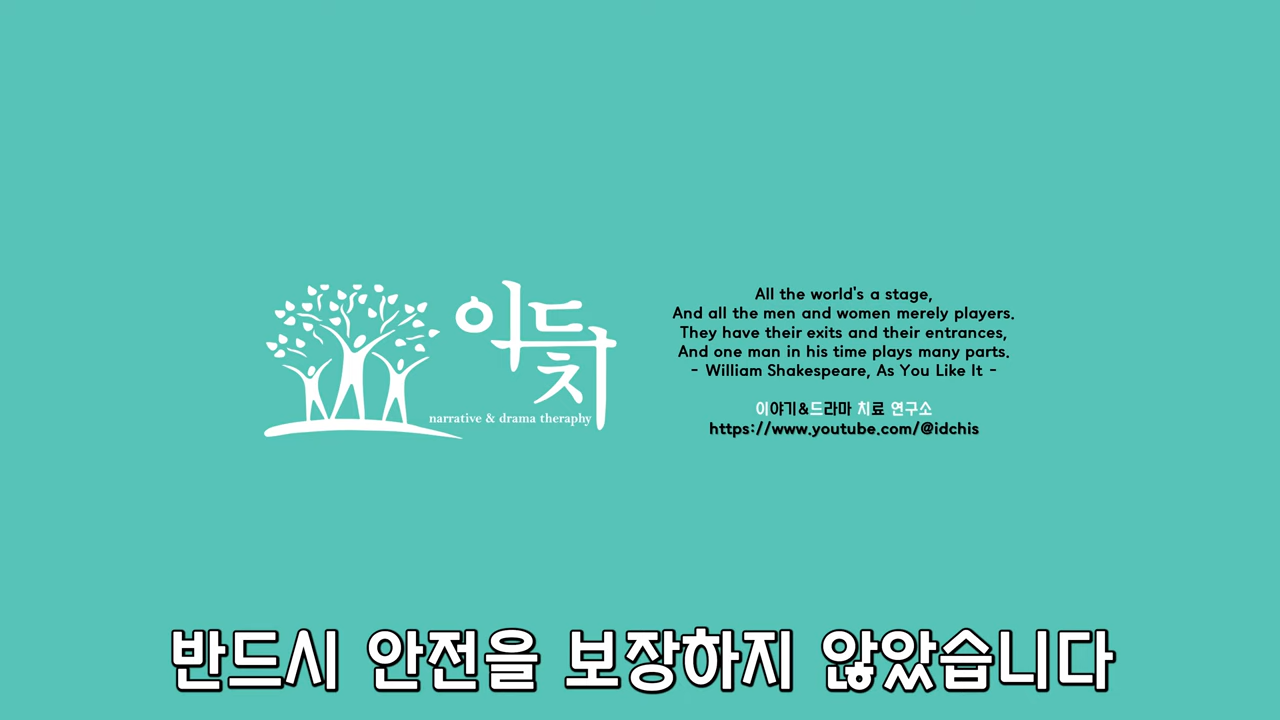 이드치
narrative & drama theraphy
All the world's a stage,
And all the men and women merely players.
They have their exits and their entrances,
And one man in his time plays many parts.
- William Shakespeare, As You Like It -
이야기&드라마 치료 연구소
https://www.youtube.com/@idchis
반드시 안전을 보장하지 않았습니다